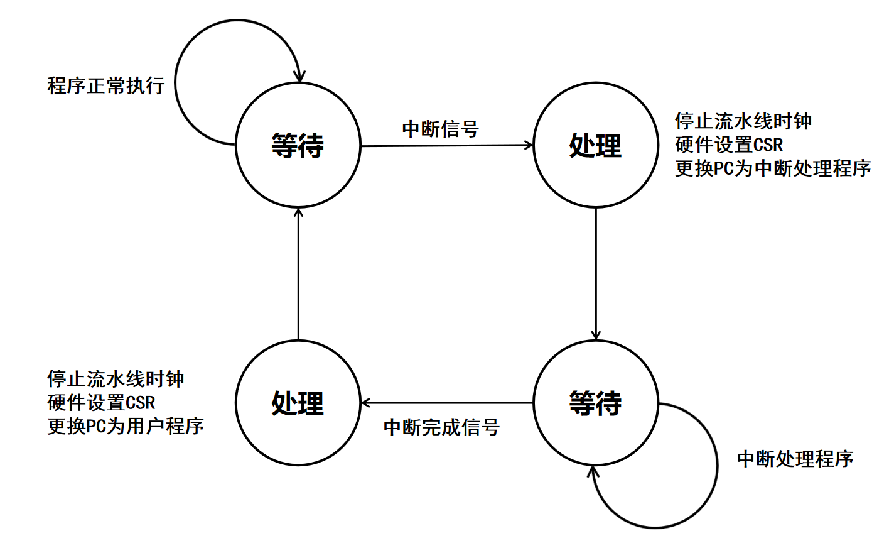 程序正常执行
等待
中断信号
处理
停止流水线时钟
硬件设置CSR
更换PC为中断处理程序
停止流水线时钟
硬件设置CSR
更换PC为用户程序
处理
中断完成信号
等待
中断处理程序